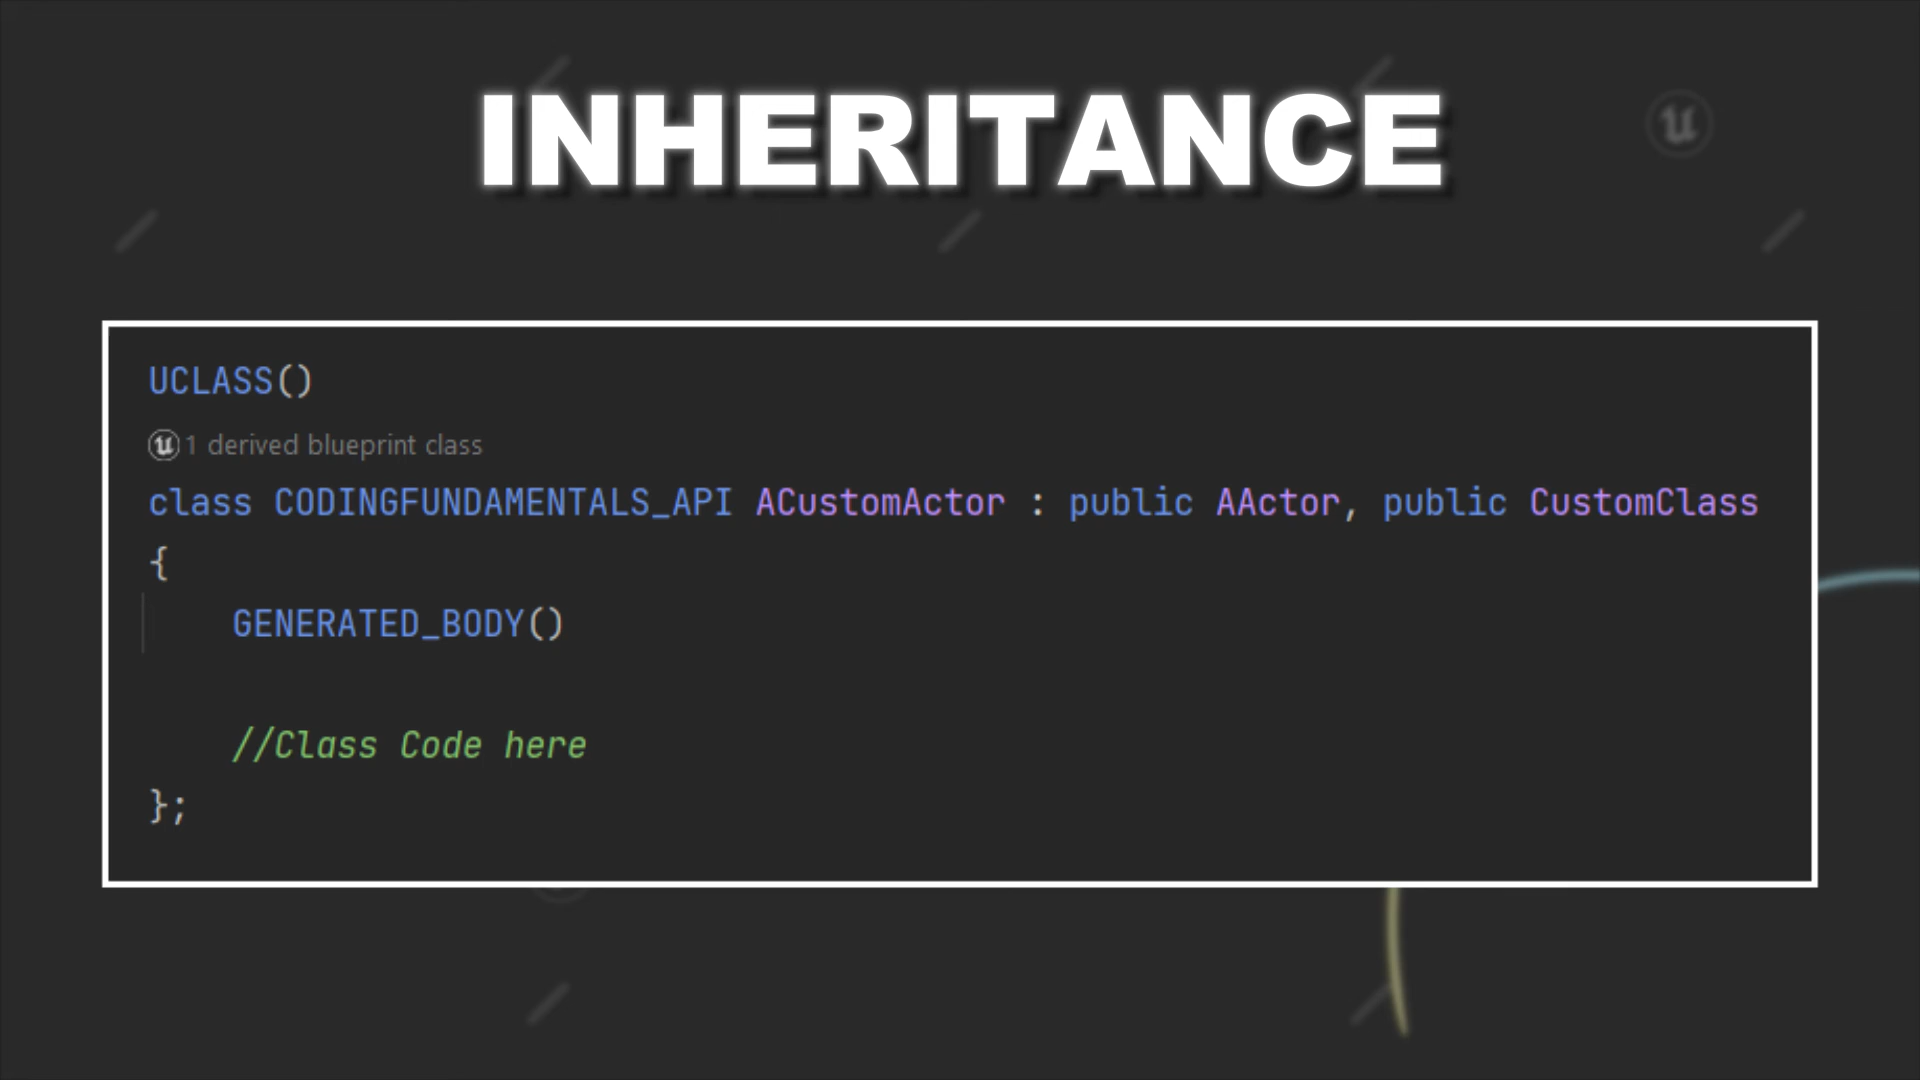 INHERITANCE
UCLASS()
1 derived blueprint class
class CODINGFUNDAMENTALS_API ACustomActor : public AActor, public CustomClass
{
GENERATED_BODY()
//Class Code here
};